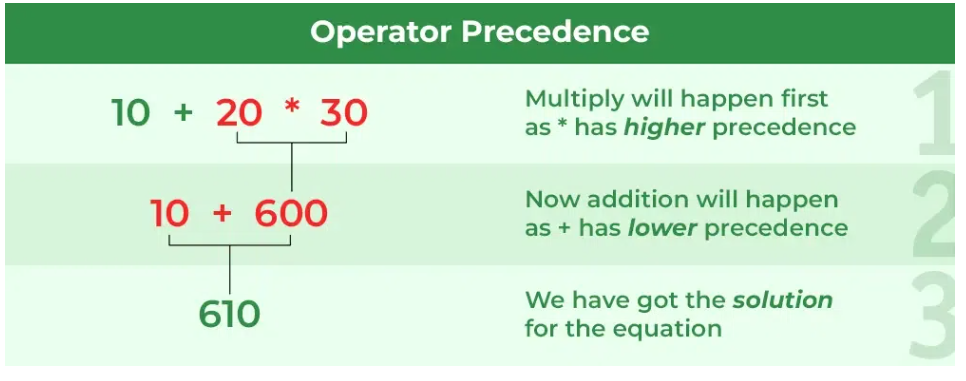 Operator Precedence
10 + 20 * 30
Multiply will happen first
as * has higher precedence
1
10 + 600
Now addition will happen
as + has lower precedence
2
610
We have got the solution
for the equation
3